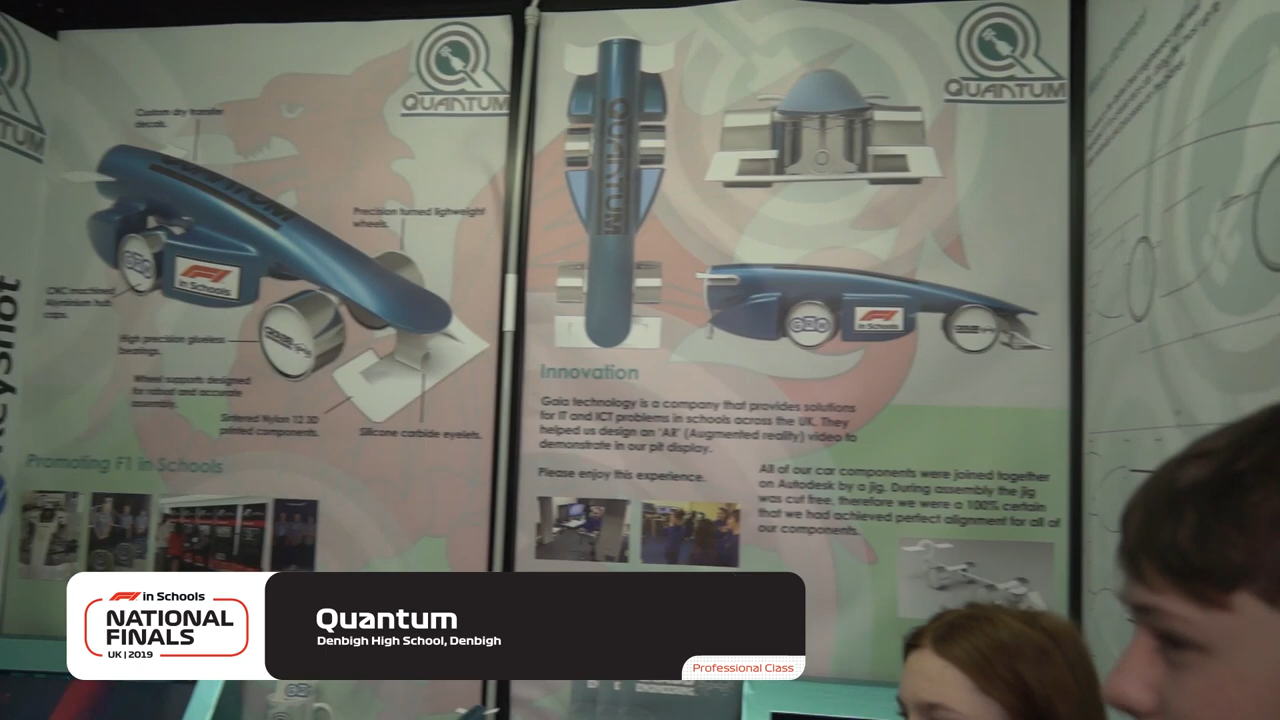 QUANTUM
QUANTUM
Custom dry transfer
decals.
Precision turned lightweight
wheels.
CNC machined
Aluminium hub
caps.
High precision glueless
bearings.
Wheel supports designed
for robust and accurate
assembly.
Sintered Nylon 12 3D
printed components.
Silicone carbide eyelets.
in Schools
Promoting F1 in Schools
KeyShot
QUANTUM
QUANTUM
in Schools
Innovation
Gaia technology is a company that provides solutions
for IT and ICT problems in schools across the UK. They
helped us design an 'AR' (Augmented reality) video to
demonstrate in our pit display.
Please enjoy this experience.
All of our car components were joined together
on Autodesk by a jig. During assembly the jig
was cut free, therefore we were a 100% certain
that we had achieved perfect alignment for all of
our components.
F1 in Schools
NATIONAL
FINALS
UK | 2019
Quantum
Denbigh High School, Denbigh
Professional Class